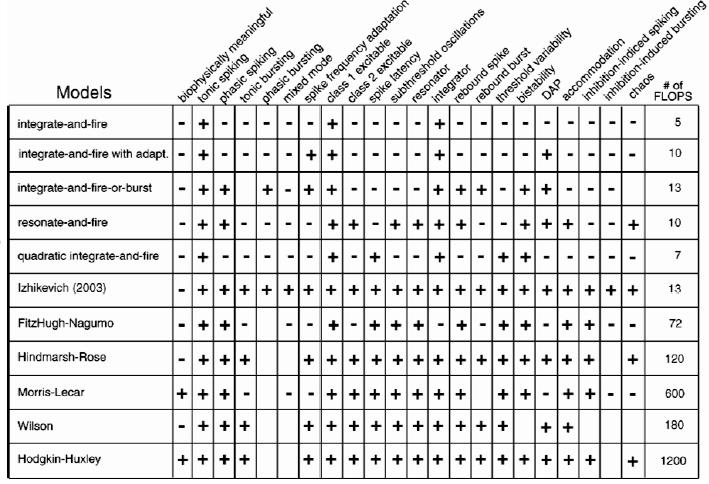 biophysically meaningful
tonic spiking
phasic spiking
tonic bursting
phasic bursting
mixed mode
spike frequency adaptation
class 1 excitable
class 2 excitable
spike latency
subthreshold oscillations
resonator
integrator
rebound spike
rebound burst
threshold variability
bistability
DAP
accommodation
inhibition-indiced spiking
inhibition-induced bursting
chaos
Models # of FLOPS
integrate-and-fire - + - - - - - + - - - - + - - - - - - - - - 5
integrate-and-fire with adapt. - + - - - - + + - - - - + - - - - + - - - - 10
integrate-and-fire-or-burst - + + + - + + - - - - + + + - + + - - - 13
resonate-and-fire - + + - - - - + + - + + + + - - + + + - - + 10
quadratic integrate-and-fire - + - - - - - + - + - - + - - + + - - - - - 7
Izhikevich (2003) - + + + + + + + + + + + + + + + + + + + + + 13
FitzHugh-Nagumo - + + - - - + - + + + - + - + + - + + - - 72
Hindmarsh-Rose - + + + + + + + + + + + + + + + + + + 120
Morris-Lecar + + + - - - + + + + + + + + + - + + - - 600
Wilson - + + + + + + + + + + + + + + + 180
Hodgkin-Huxley + + + + + + + + + + + + + + + + + + + 1200